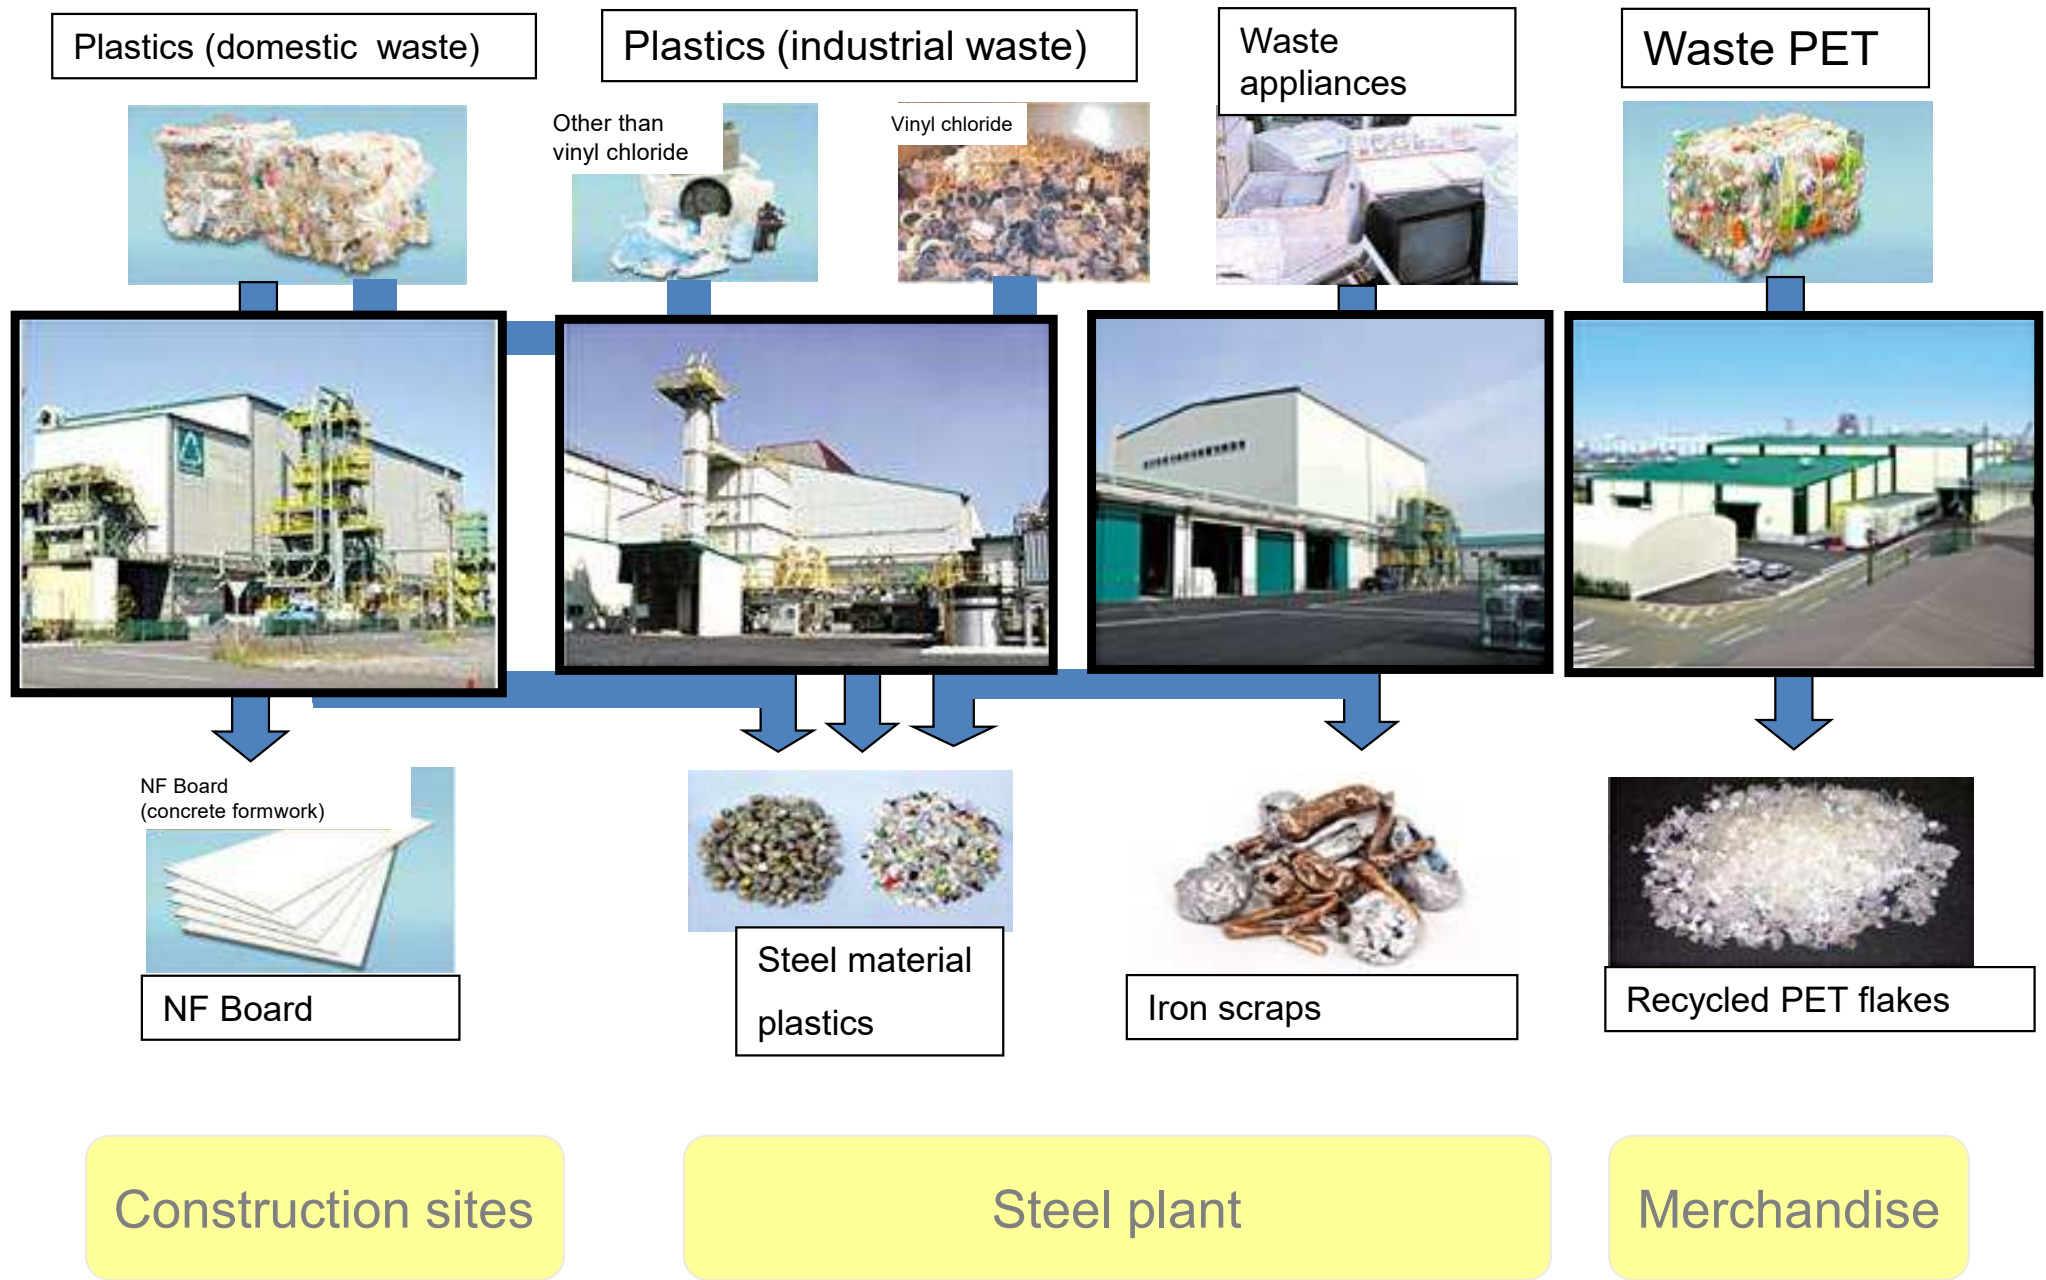 Plastics (domestic  waste)
Plastics (industrial waste)
Waste
appliances
Waste PET
Other than
vinyl chloride
Vinyl chloride
NF Board
(concrete formwork)
NF Board
Steel material
plastics
Iron scraps
Recycled PET flakes
Construction sites
Steel plant
Merchandise